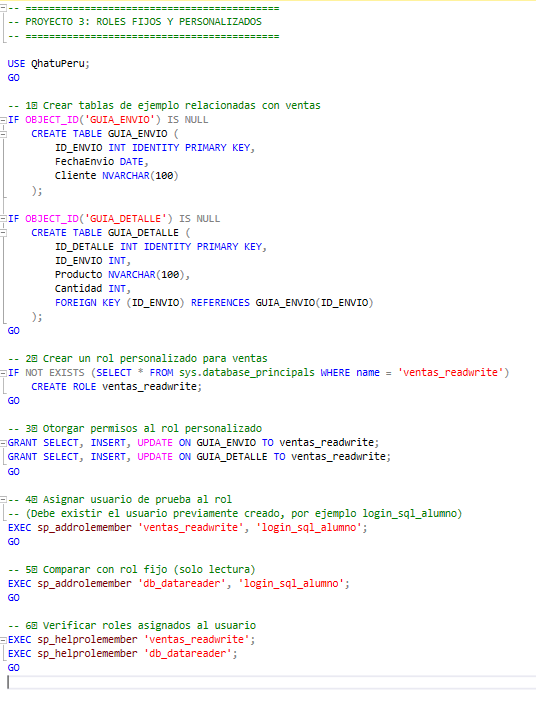 -- ===========================================
-- PROYECTO 3: ROLES FIJOS Y PERSONALIZADOS
-- ===========================================
USE QhatuPeru;
GO
-- 1⃣ Crear tablas de ejemplo relacionadas con ventas
IF OBJECT_ID('GUIA_ENVIO') IS NULL
    CREATE TABLE GUIA_ENVIO (
        ID_ENVIO INT IDENTITY PRIMARY KEY,
        FechaEnvio DATE,
        Cliente NVARCHAR(100)
    );
IF OBJECT_ID('GUIA_DETALLE') IS NULL
    CREATE TABLE GUIA_DETALLE (
        ID_DETALLE INT IDENTITY PRIMARY KEY,
        ID_ENVIO INT,
        Producto NVARCHAR(100),
        Cantidad INT,
        FOREIGN KEY (ID_ENVIO) REFERENCES GUIA_ENVIO(ID_ENVIO)
    );
GO
-- 2⃣ Crear un rol personalizado para ventas
IF NOT EXISTS (SELECT * FROM sys.database_principals WHERE name = 'ventas_readwrite')
    CREATE ROLE ventas_readwrite;
GO
-- 3⃣ Otorgar permisos al rol personalizado
GRANT SELECT, INSERT, UPDATE ON GUIA_ENVIO TO ventas_readwrite;
GRANT SELECT, INSERT, UPDATE ON GUIA_DETALLE TO ventas_readwrite;
GO
-- 4⃣ Asignar usuario de prueba al rol
-- (Debe existir el usuario previamente creado, por ejemplo login_sql_alumno)
EXEC sp_addrolemember 'ventas_readwrite', 'login_sql_alumno';
GO
-- 5⃣ Comparar con rol fijo (solo lectura)
EXEC sp_addrolemember 'db_datareader', 'login_sql_alumno';
GO
-- 6⃣ Verificar roles asignados al usuario
EXEC sp_helprolemember 'ventas_readwrite';
EXEC sp_helprolemember 'db_datareader';
GO